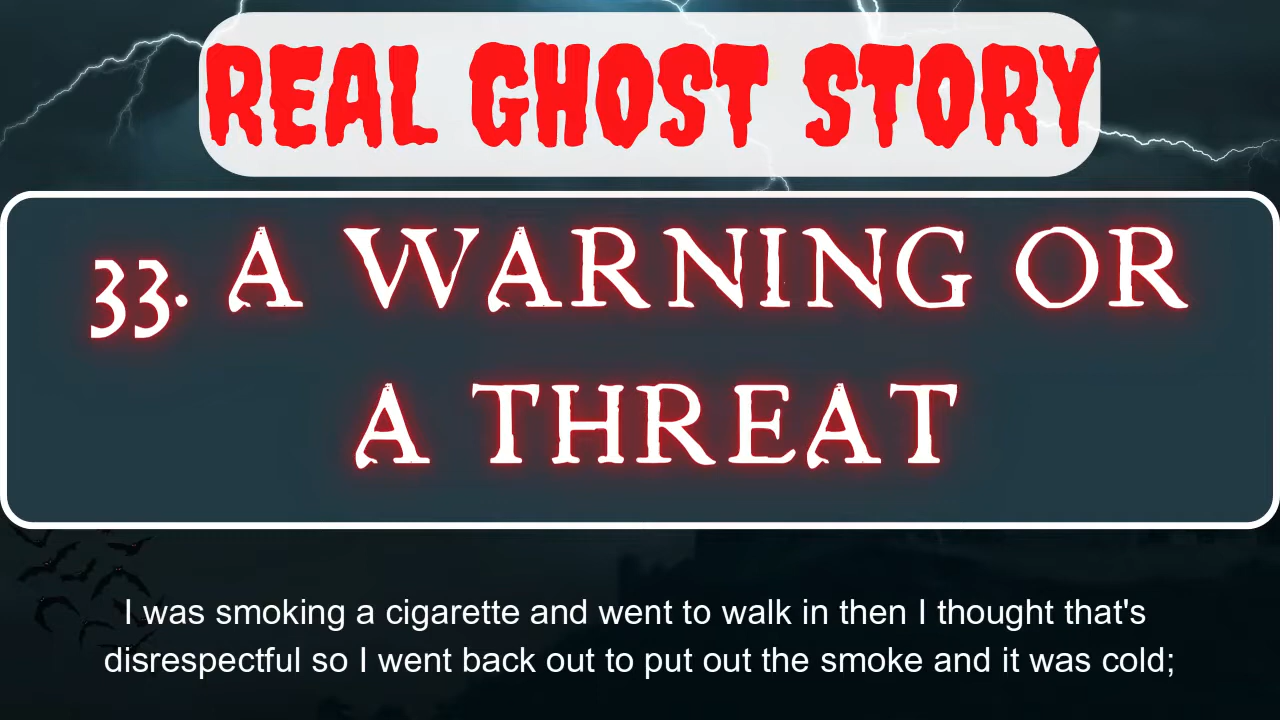 REAL GHOST STORY
33. A WARNING OR
A THREAT
I was smoking a cigarette and went to walk in then I thought that's
disrespectful so I went back out to put out the smoke and it was cold;